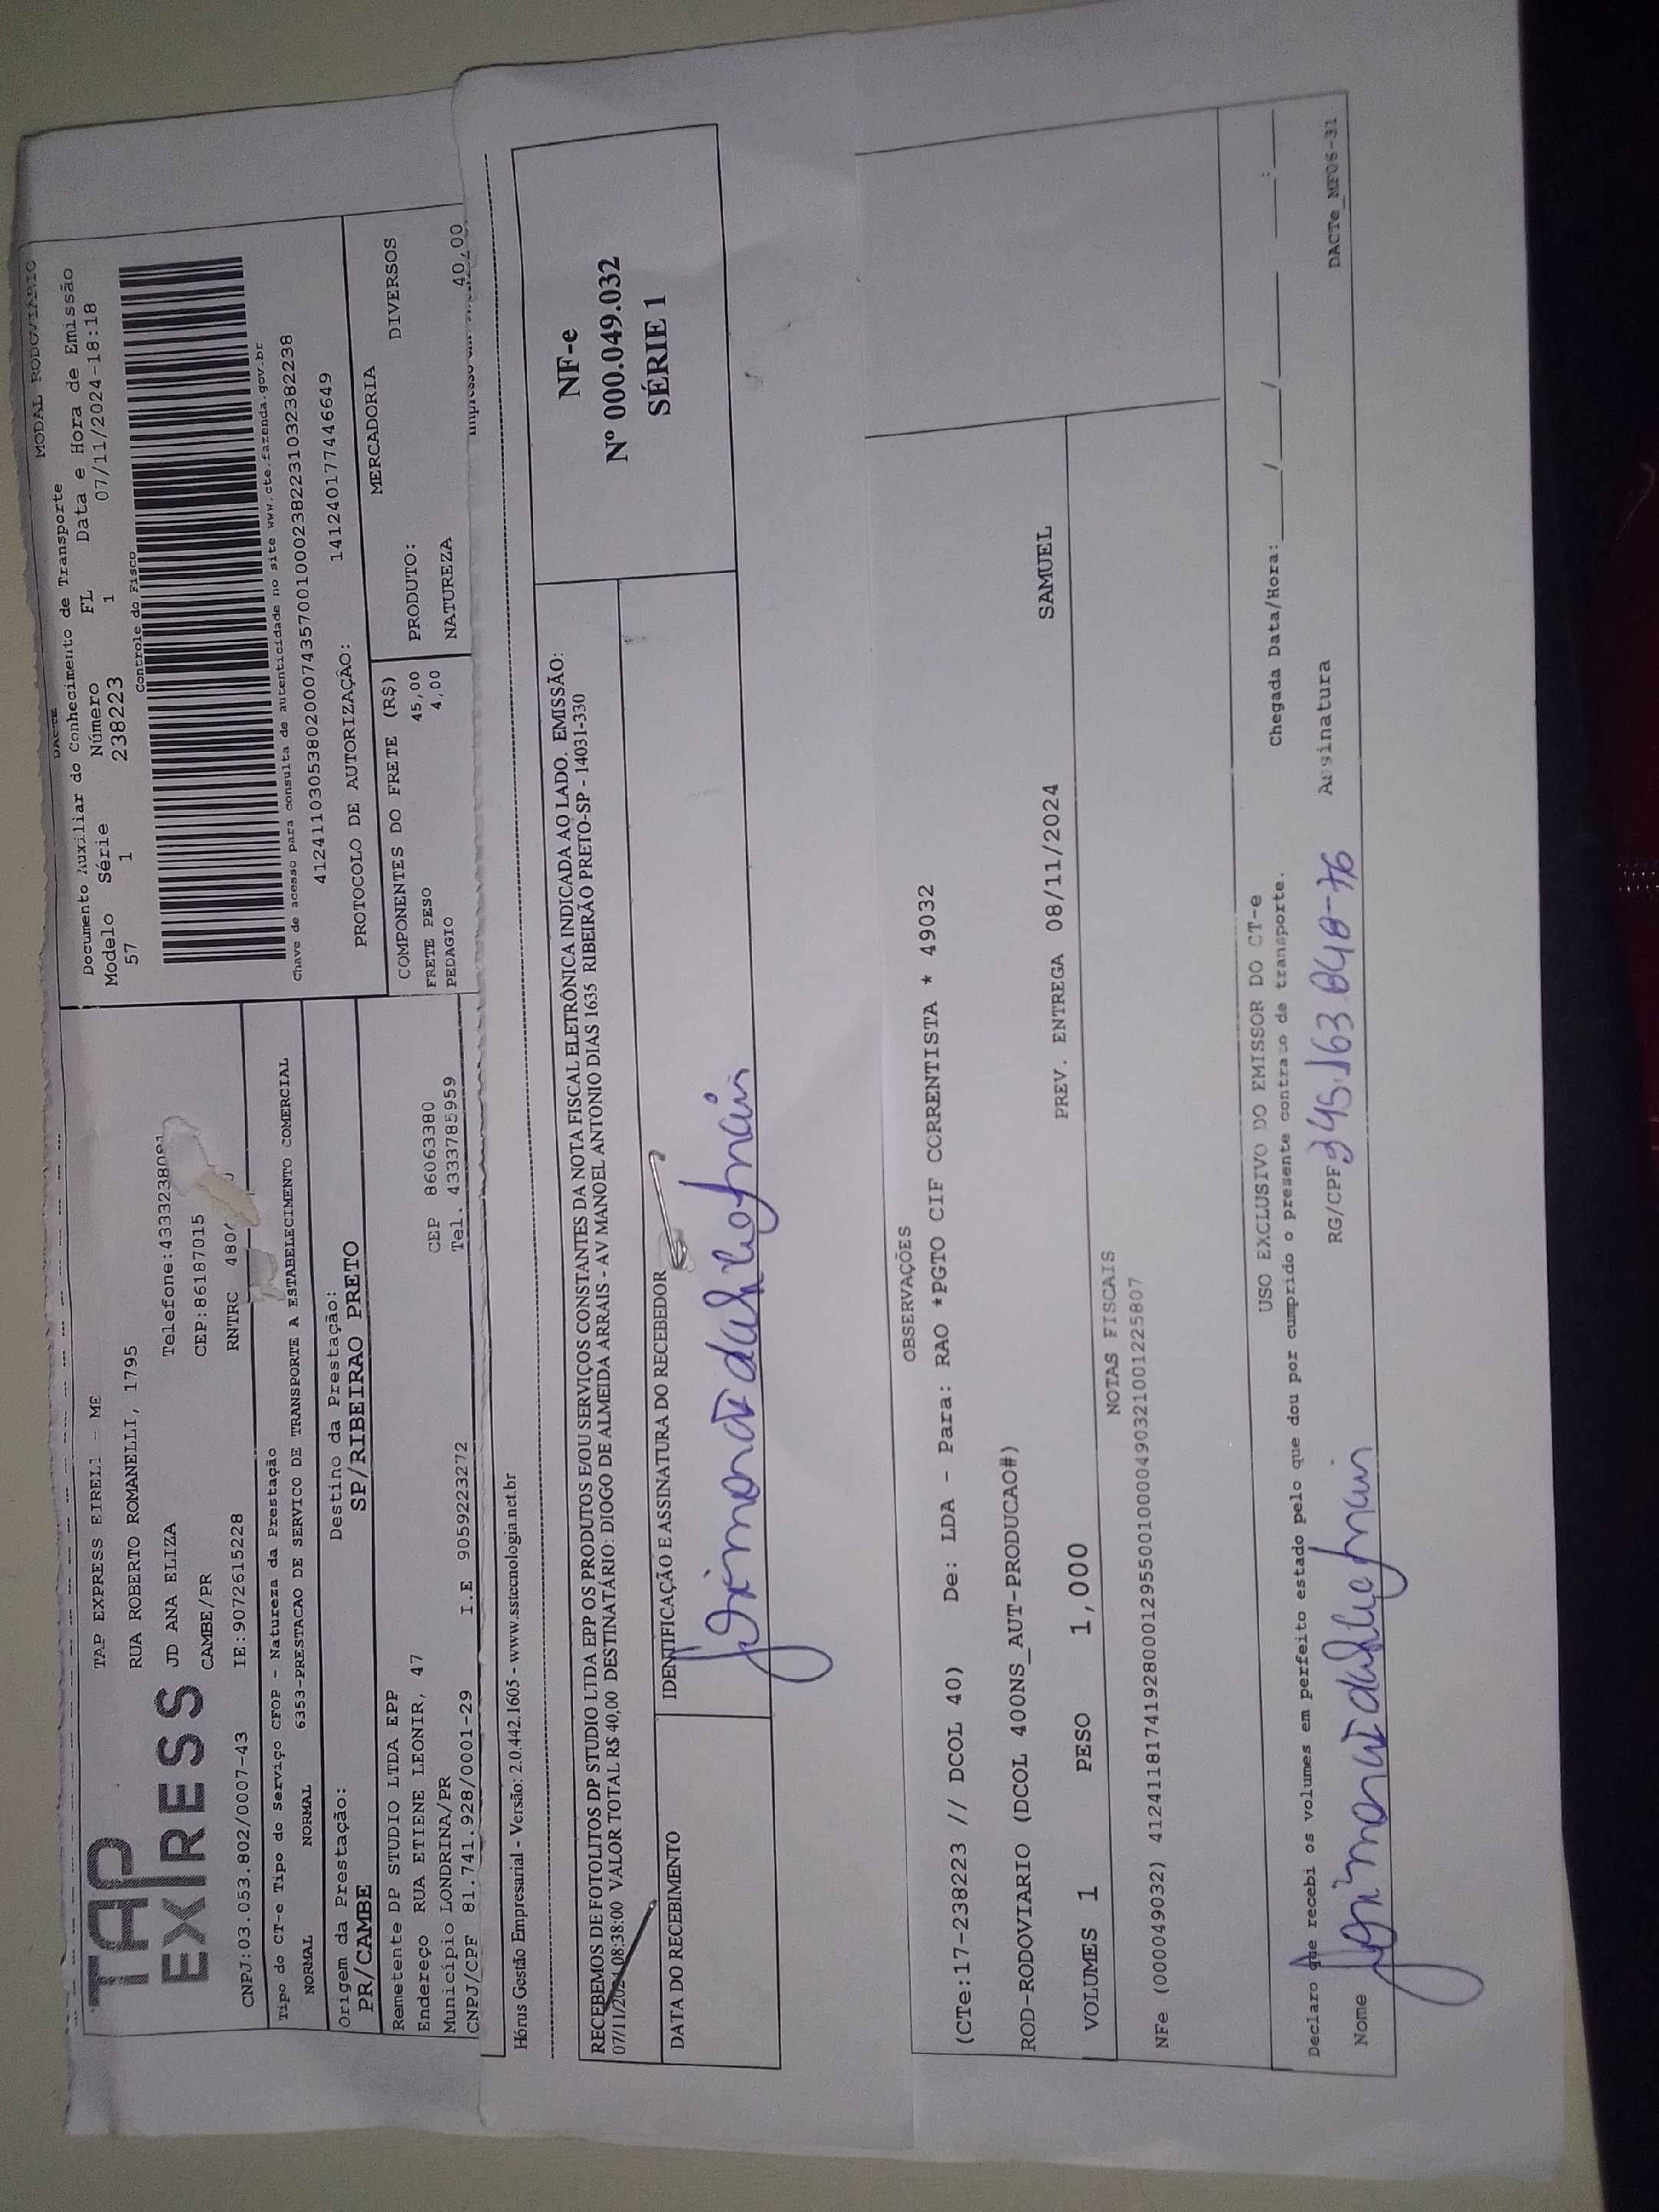 TAP
EXPRESS
TAP EXPRESS EIRELI - ME
RUA ROBERTO ROMANELLI, 1795
JD ANA ELIZA Telefone:433323808
CAMBE/PR CEP:86187015
CNPJ:03.053.802/0007-43 IE:9072615228 RNTRC 480
DACTE MODAL RODOVIARIO
Documento Auxiliar do Conhecimento de Transporte
Modelo Série Número FL Data e Hora de Emissão
57 1 238223 1 07/11/2024-18:18
Controle do Fisco
Chave de acesso para consulta de autenticidade no site www.cte.fazenda.gov.br
41241103053802000743570010002382231032382238
PROTOCOLO DE AUTORIZAÇÃO: 141240177446649
Tipo do CT-e Tipo do Serviço CFOP - Natureza da Prestação
NORMAL NORMAL 6353-PRESTACAO DE SERVICO DE TRANSPORTE A ESTABELECIMENTO COMERCIAL
Origem da Prestação: Destino da Prestação:
PR/CAMBE SP/RIBEIRAO PRETO
Remetente DP STUDIO LTDA EPP
Endereço RUA ETIENE LEONIR, 47 CEP 86063380
Município LONDRINA/PR Tel. 4333785959
CNPJ/CPF 81.741.928/0001-29 I.E 9059223272
COMPONENTES DO FRETE (R$) MERCADORIA
FRETE PESO 45,00 PRODUTO: DIVERSOS
PEDAGIO 4,00 NATUREZA 40,00
Impresso em
Hórus Gestão Empresarial - Versão: 2.0.442.1605 - www.sstecnologia.net.br
RECEBEMOS DE FOTOLITOS DP STUDIO LTDA EPP OS PRODUTOS E/OU SERVIÇOS CONSTANTES DA NOTA FISCAL ELETRÔNICA INDICADA AO LADO. EMISSÃO:
07/11/2024 08:38:00 VALOR TOTAL R$ 40,00 DESTINATÁRIO: DIOGO DE ALMEIDA ARRAIS - AV MANOEL ANTONIO DIAS 1635 RIBEIRÃO PRETO-SP - 14031-330
DATA DO RECEBIMENTO IDENTIFICAÇÃO E ASSINATURA DO RECEBEDOR
NF-e
Nº 000.049.032
SÉRIE 1
OBSERVAÇÕES
(CTe:17-238223 // DCOL 40) De: LDA - Para: RAO *PGTO CIF CORRENTISTA * 49032
ROD-RODOVIARIO (DCOL 400NS_AUT-PRODUCAO#)
VOLUMES 1 PESO 1,000 PREV. ENTREGA 08/11/2024 SAMUEL
NOTAS FISCAIS
NFe (000049032) 41241181741928000129550010000490321001225807
USO EXCLUSIVO DO EMISSOR DO CT-e
Declaro que recebi os volumes em perfeito estado pelo que dou por cumprido o presente contrato de transporte. Chegada Data/Hora:____/____/____ ____:____
Nome RG/CPF Assinatura
DACTe_MF06-31